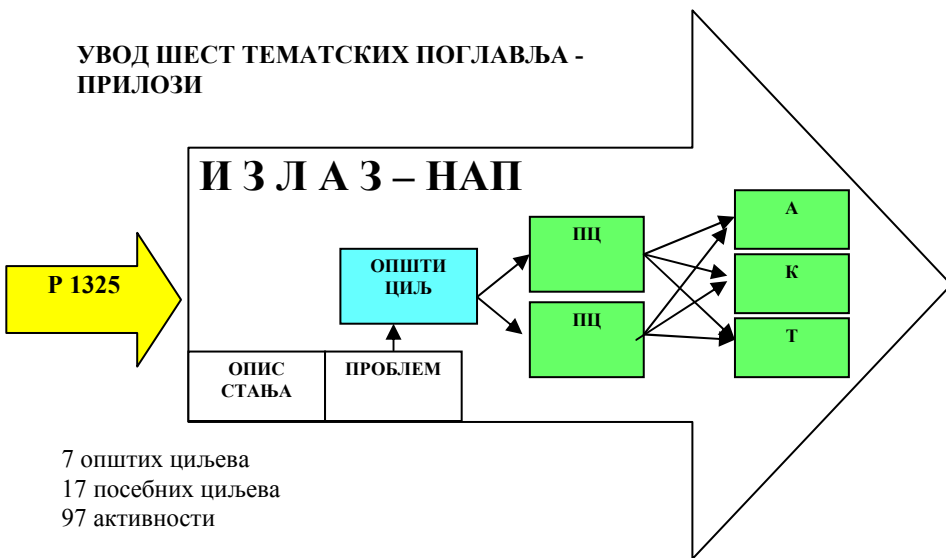 УВОД ШЕСТ ТЕМАТСКИХ ПОГЛАВЉА -
ПРИЛОЗИ
И З Л А З – НАП
Р 1325
ОПШТИ
ЦИЉ
ПЦ
ПЦ
А
К
Т
ОПИС
СТАЊА
ПРОБЛЕМ
7 општих циљева
17 посебних циљева
97 активности